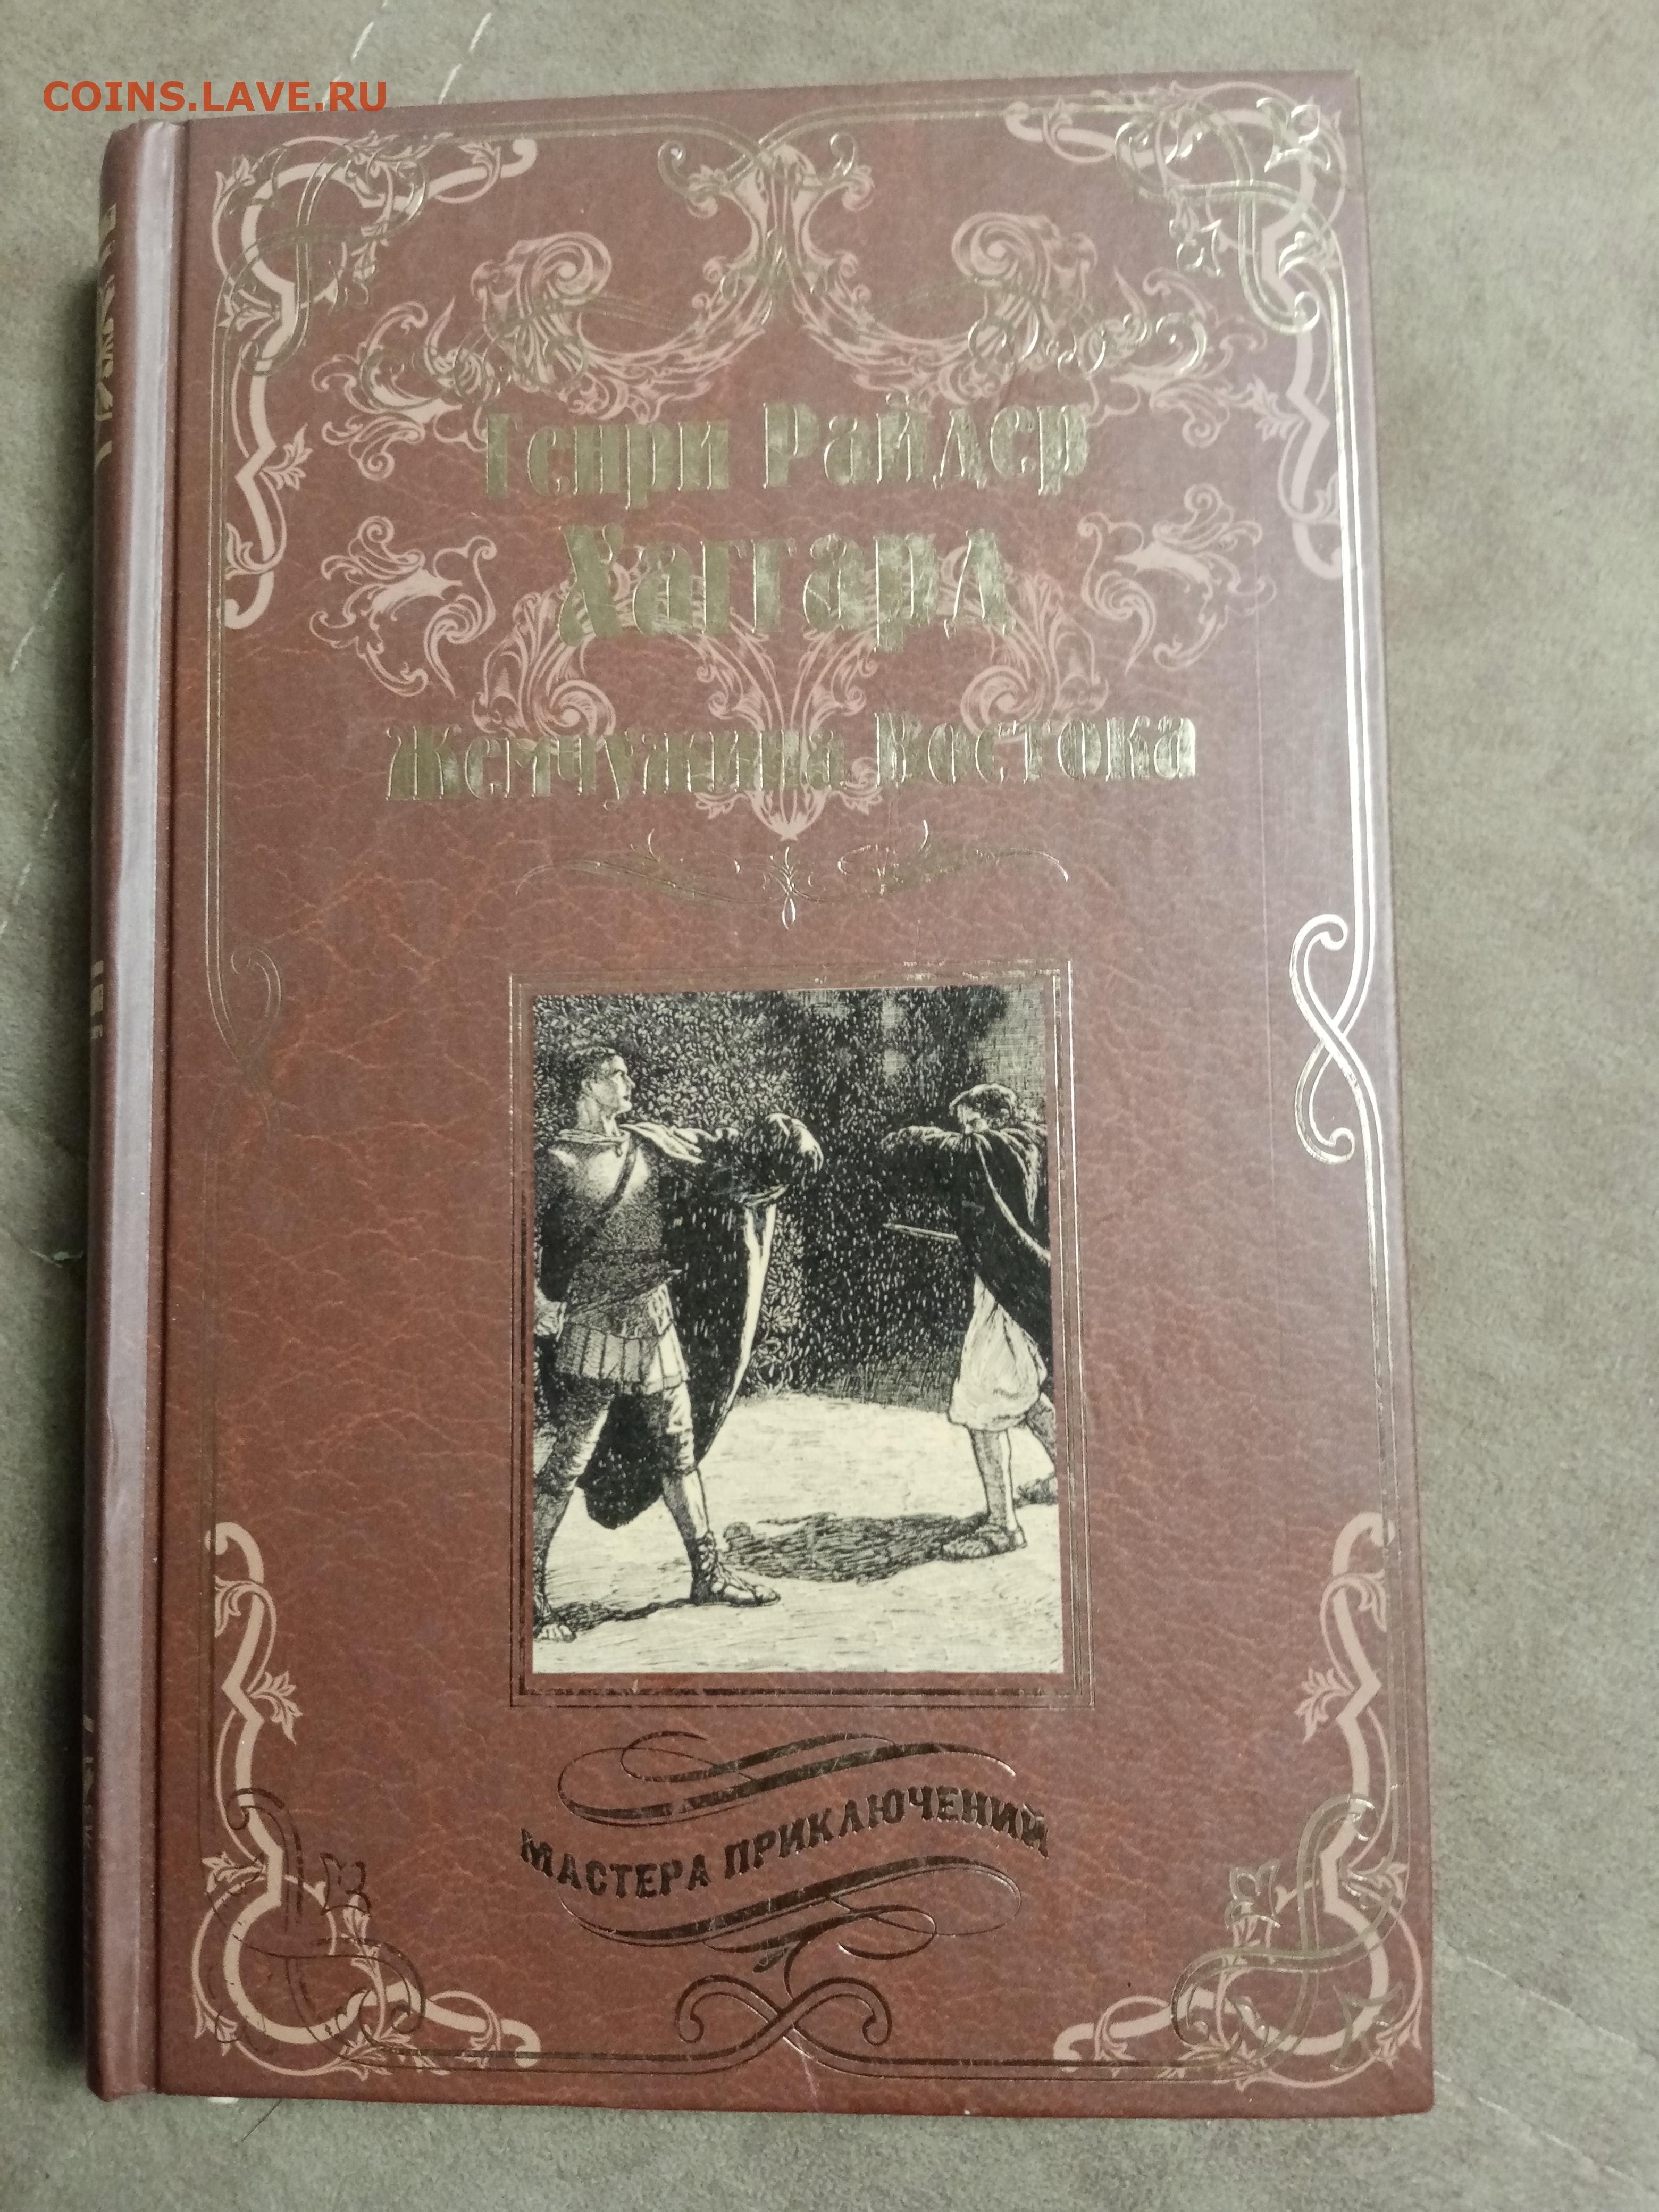 COINS.LAVE.RU
Генри Райдер
Хаггард
Жемчужина Востока
МАСТЕРА ПРИКЛЮЧЕНИЙ